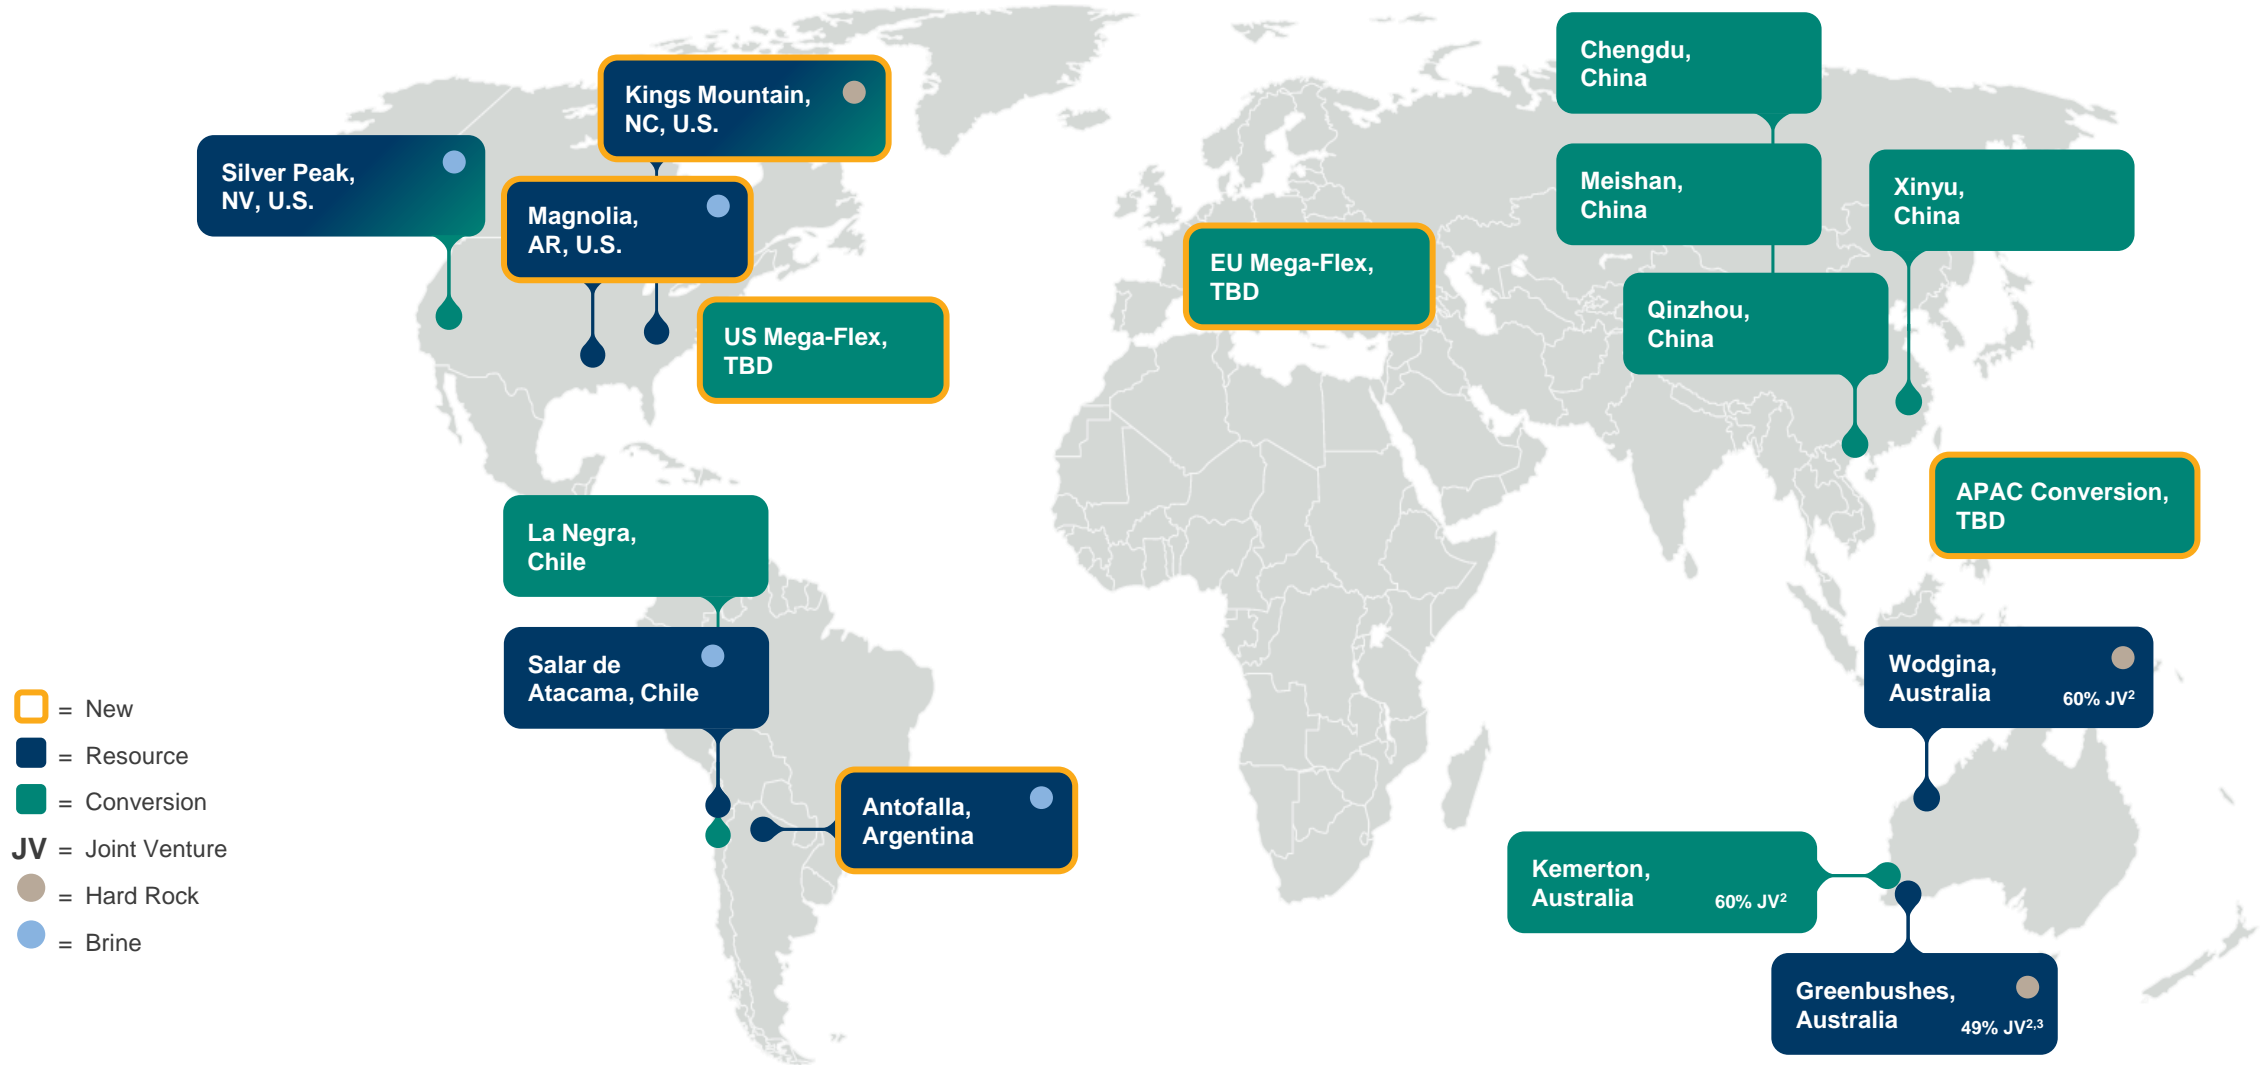 Kings Mountain,
NC, U.S.
Silver Peak,
NV, U.S.
Magnolia,
AR, U.S.
US Mega-Flex,
TBD
EU Mega-Flex,
TBD
Chengdu,
China
Meishan,
China
Xinyu,
China
Qinzhou,
China
APAC Conversion,
TBD
La Negra,
Chile
Salar de
Atacama, Chile
Antofalla,
Argentina
Wodgina,
Australia
60% JV²
Kemerton,
Australia
60% JV²
Greenbushes,
Australia
49% JV²,³
= New
= Resource
= Conversion
JV = Joint Venture
= Hard Rock
= Brine